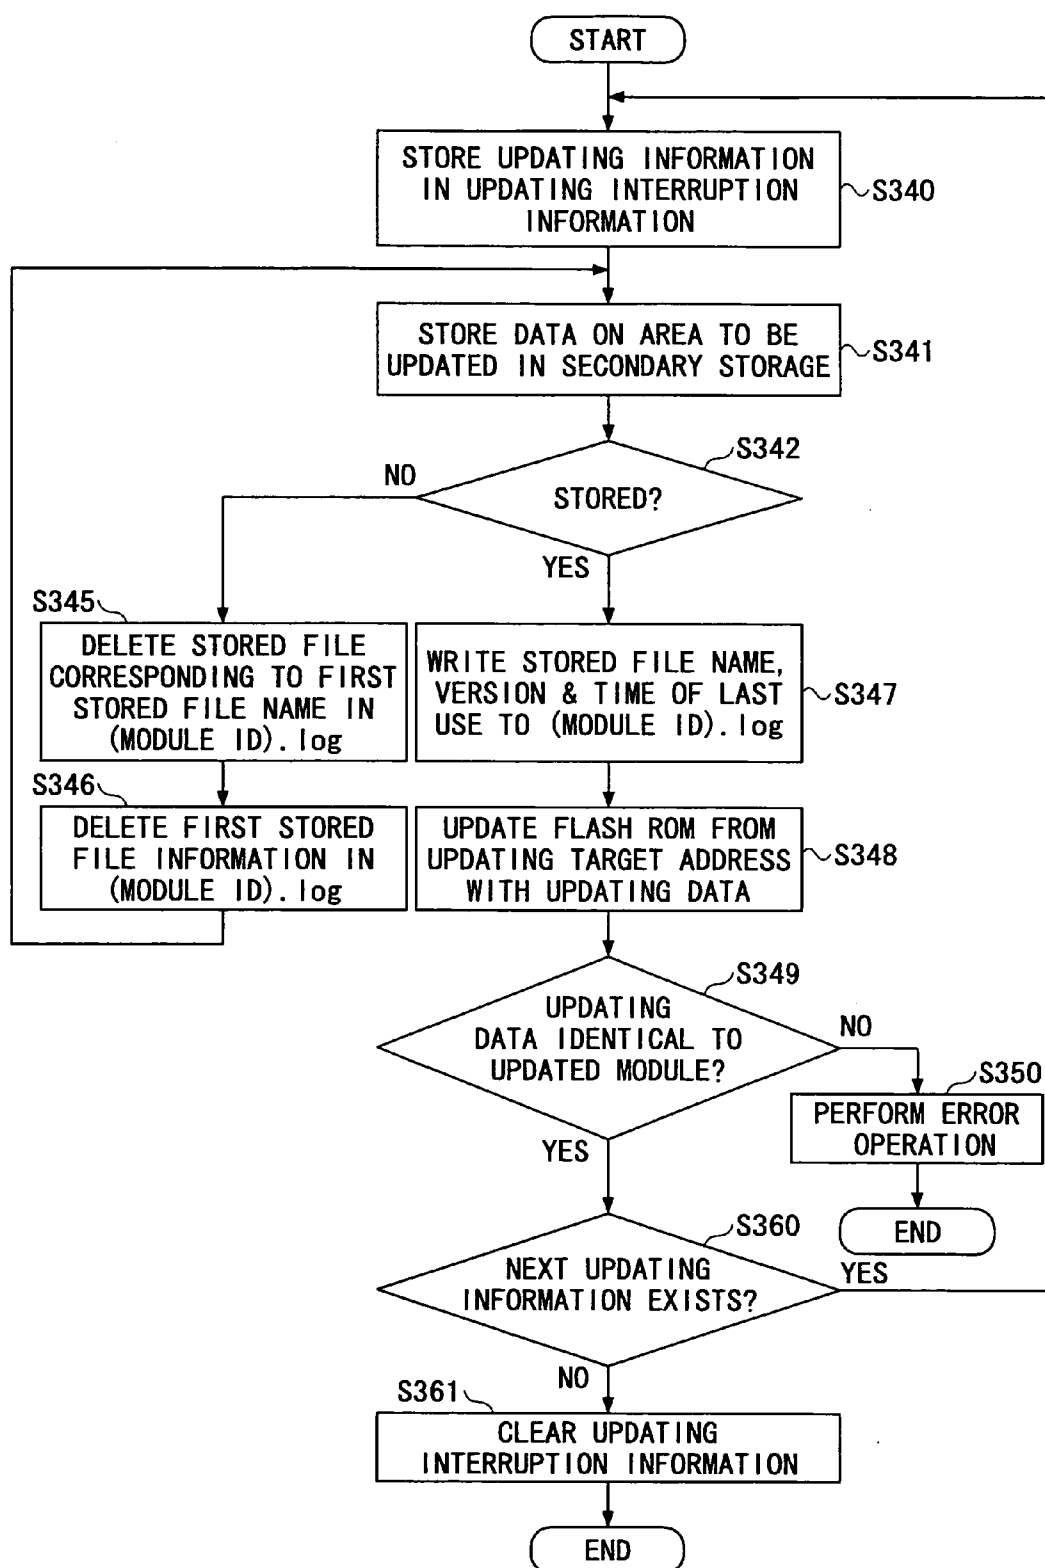 START
STORE UPDATING INFORMATION
IN UPDATING INTERRUPTION
INFORMATION
S340
STORE DATA ON AREA TO BE
UPDATED IN SECONDARY STORAGE
S341
S342
NO
STORED?
YES
S345
DELETE STORED FILE
CORRESPONDING TO FIRST
STORED FILE NAME IN
(MODULE ID).log
WRITE STORED FILE NAME,
VERSION & TIME OF LAST
USE TO (MODULE ID).log
S347
S346
DELETE FIRST STORED
FILE INFORMATION IN
(MODULE ID).log
UPDATE FLASH ROM FROM
UPDATING TARGET ADDRESS
WITH UPDATING DATA
S348
S349
UPDATING
DATA IDENTICAL TO
UPDATED MODULE?
NO
YES
S350
PERFORM ERROR
OPERATION
END
S360
NEXT UPDATING
INFORMATION EXISTS?
YES
NO
S361
CLEAR UPDATING
INTERRUPTION INFORMATION
END